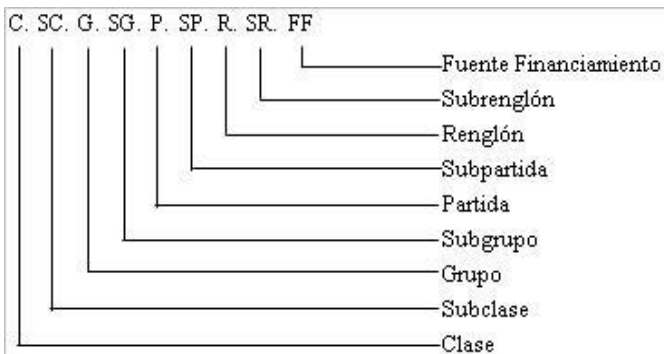 C. SC. G. SG. P. SP. R. SR. FF
Fuente Financiamiento
Subrenglón
Renglón
Subpartida
Partida
Subgrupo
Grupo
Subclase
Clase